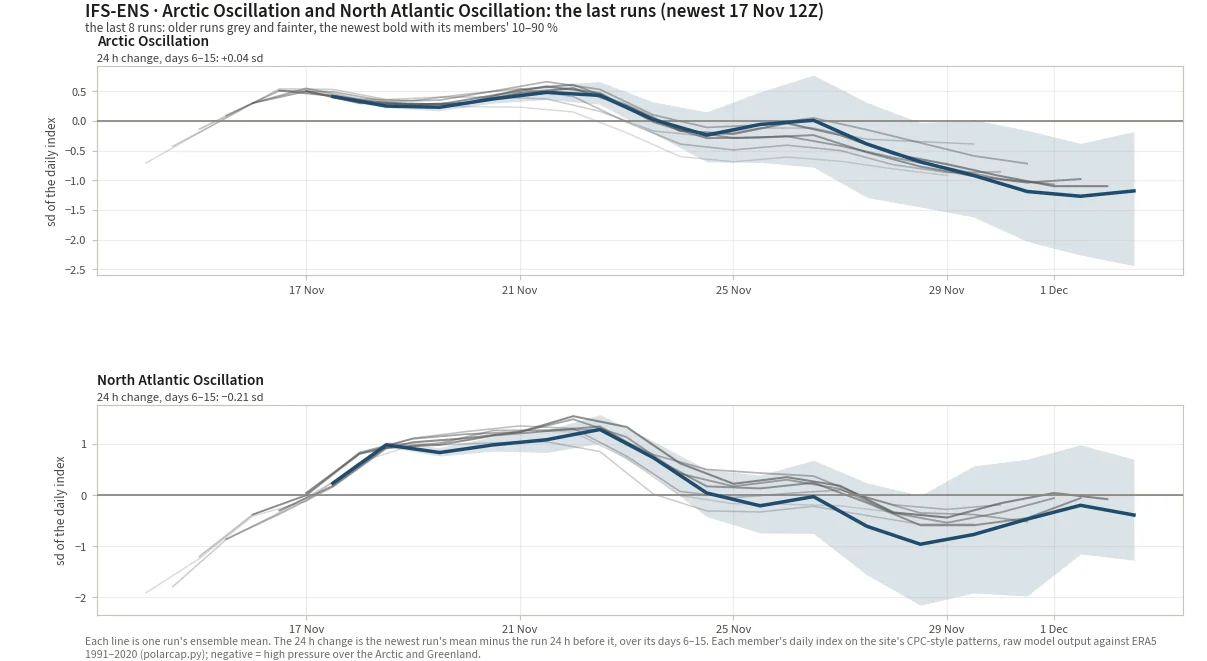 IFS-ENS · Arctic Oscillation and North Atlantic Oscillation: the last runs (newest 17 Nov 12Z)
the last 8 runs: older runs grey and fainter, the newest bold with its members' 10–90 %
Arctic Oscillation
24 h change, days 6–15: +0.04 sd
sd of the daily index
0.5
0.0
−0.5
−1.0
−1.5
−2.0
−2.5
17 Nov
21 Nov
25 Nov
29 Nov
1 Dec
North Atlantic Oscillation
24 h change, days 6–15: −0.21 sd
sd of the daily index
1
0
−1
−2
17 Nov
21 Nov
25 Nov
29 Nov
1 Dec
Each line is one run's ensemble mean. The 24 h change is the newest run's mean minus the run 24 h before it, over its days 6–15. Each member's daily index on the site's CPC-style patterns, raw model output against ERA5
1991–2020 (polarcap.py); negative = high pressure over the Arctic and Greenland.